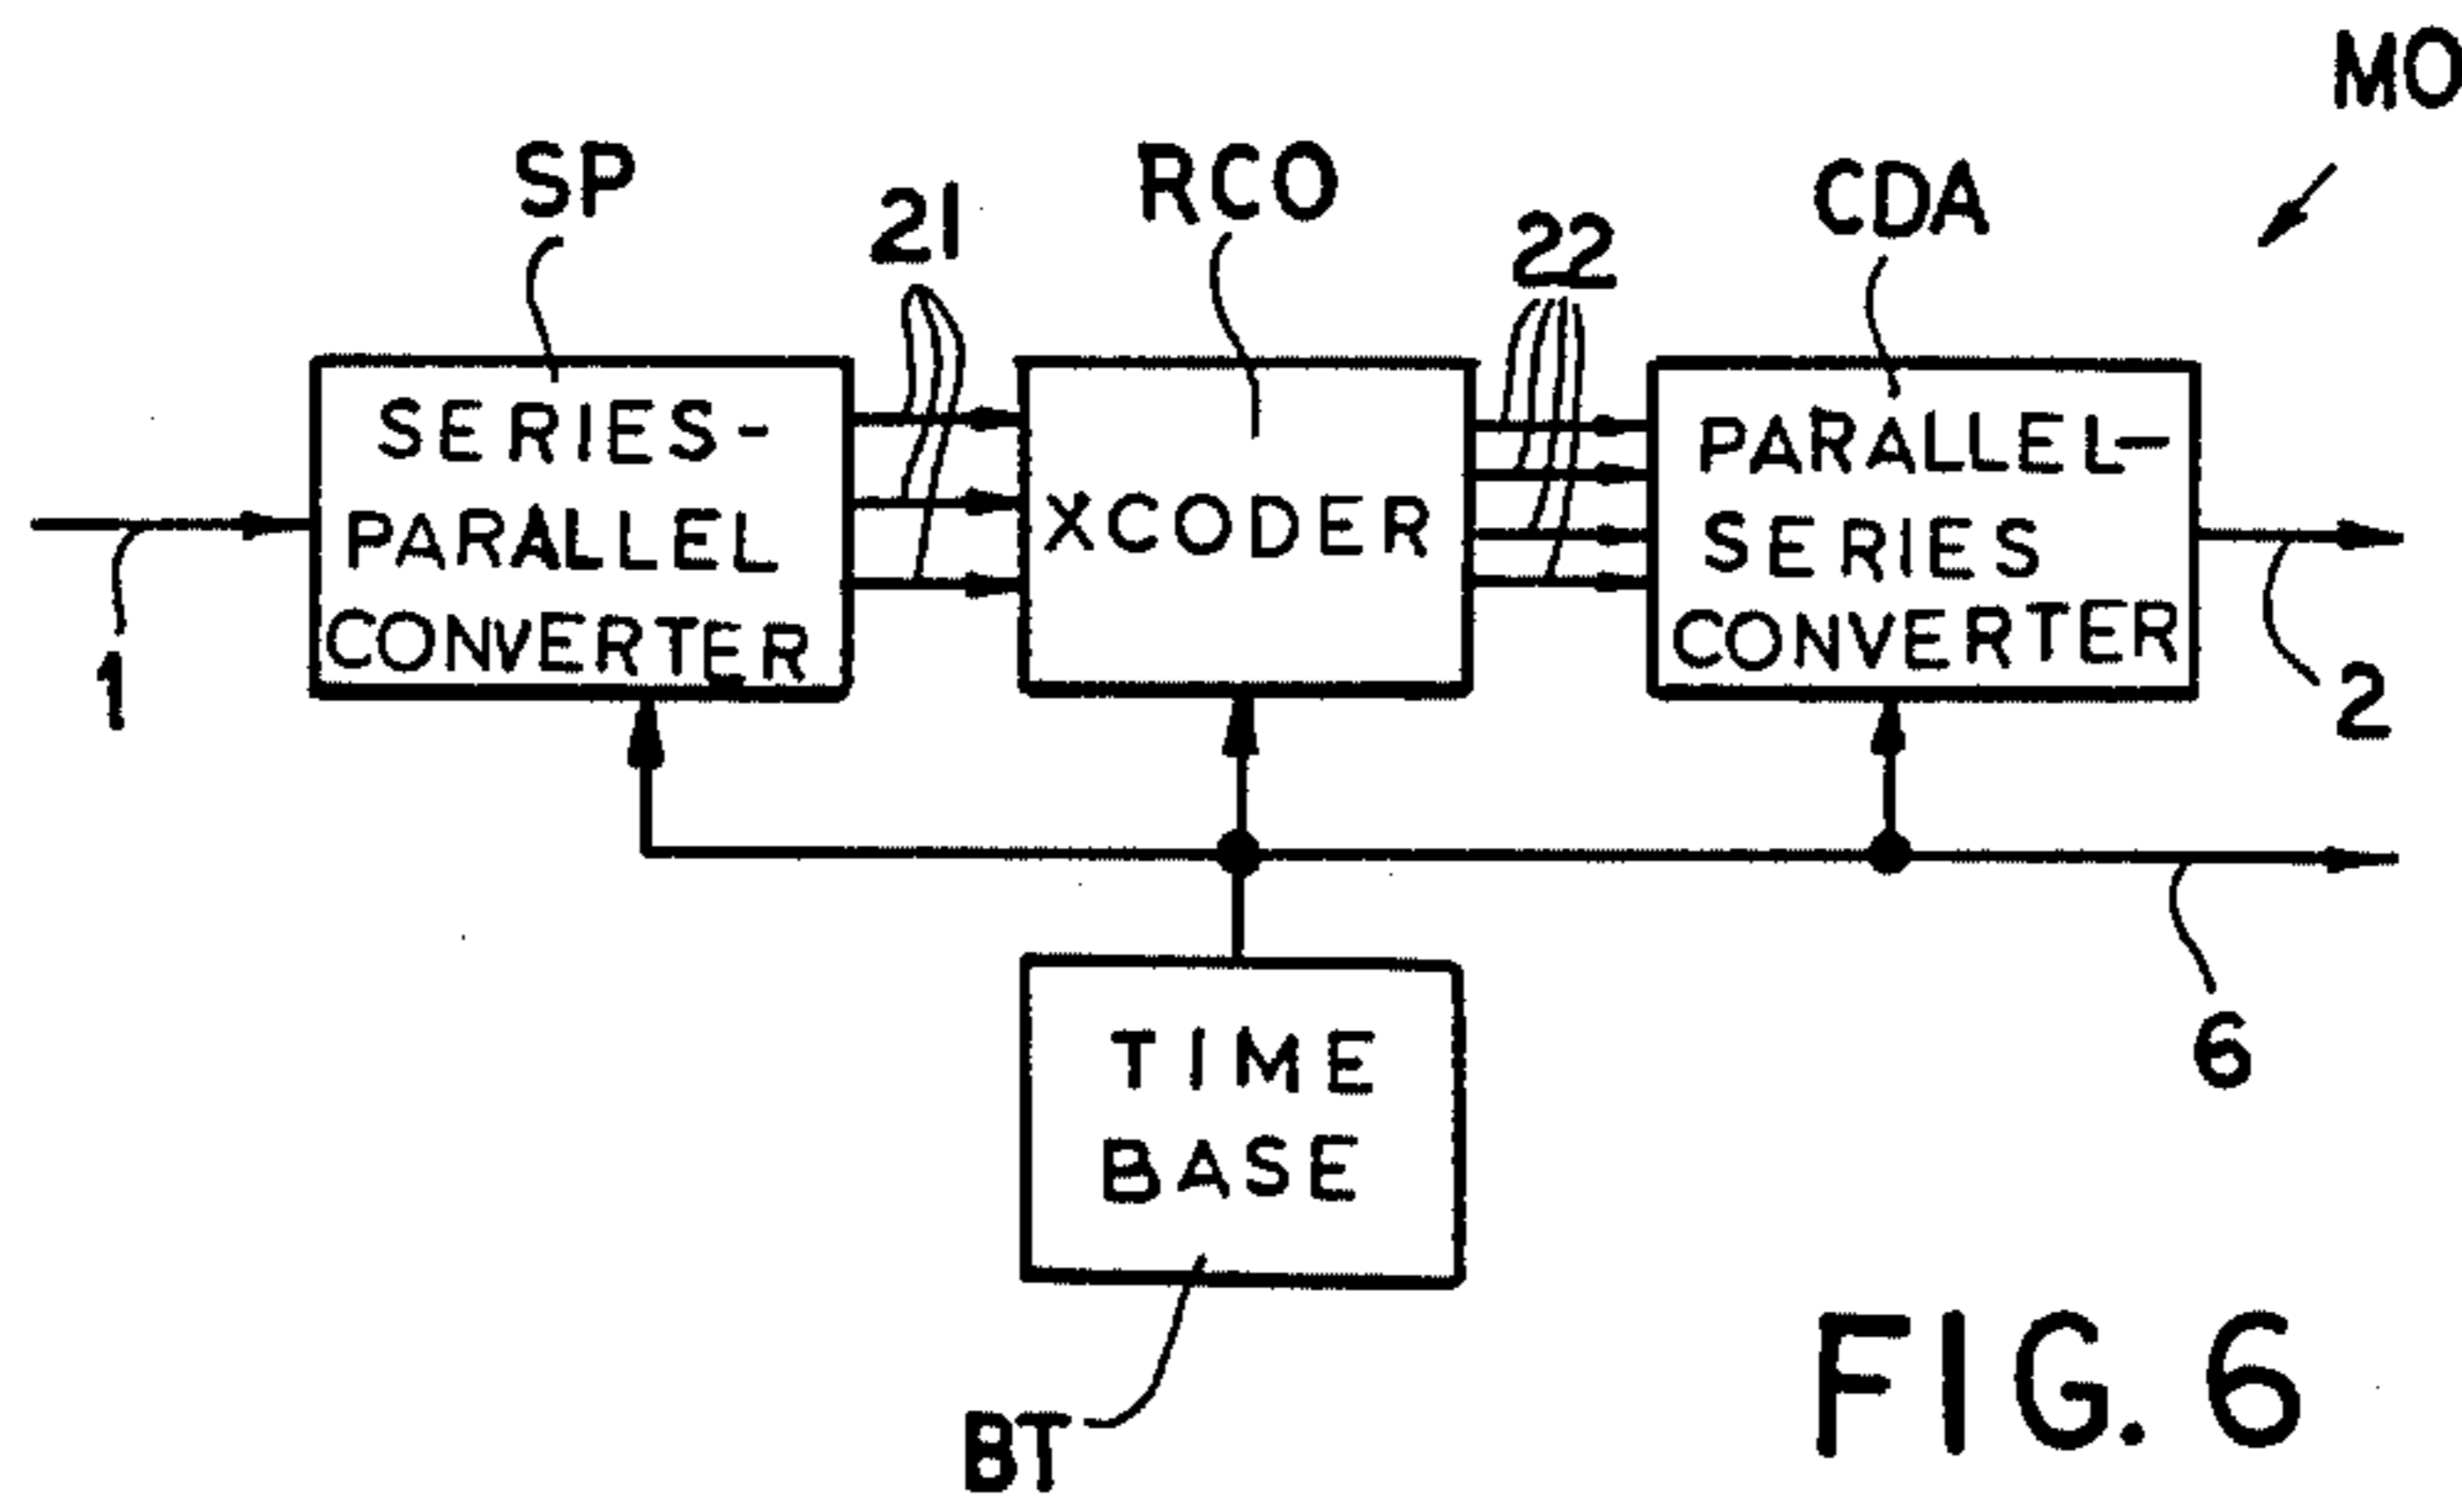 MO
SP
21
RCO
22
CDA
SERIES-
PARALLEL
CONVERTER
XCODER
PARALLEL-
SERIES
CONVERTER
1
2
6
TIME
BASE
BT
FIG. 6